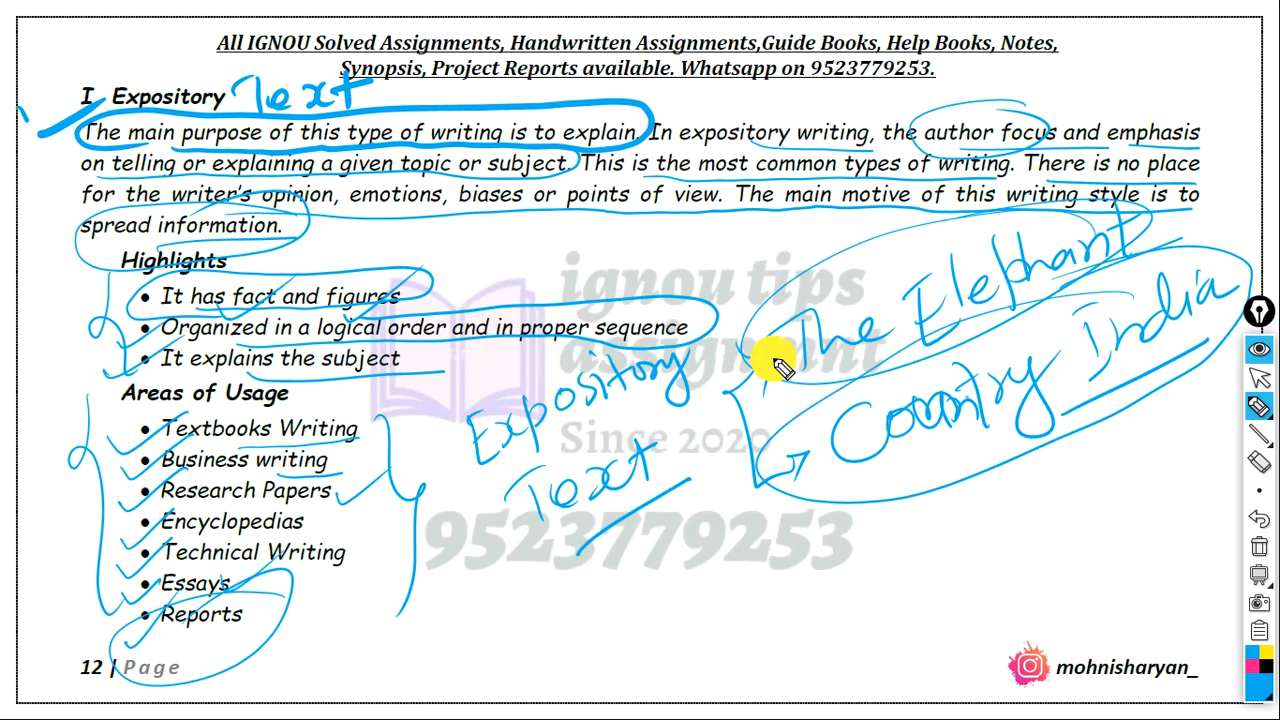 All IGNOU Solved Assignments, Handwritten Assignments,Guide Books, Help Books, Notes,
Synopsis, Project Reports available. Whatsapp on 9523779253.
I. Expository Text
The main purpose of this type of writing is to explain. In expository writing, the author focus and emphasis
on telling or explaining a given topic or subject. This is the most common types of writing. There is no place
for the writer's opinion, emotions, biases or points of view. The main motive of this writing style is to
spread information.
Highlights
• It has fact and figures
• Organized in a logical order and in proper sequence
• It explains the subject
Areas of Usage
• Textbooks Writing
• Business writing
• Research Papers
• Encyclopedias
• Technical Writing
• Essays
• Reports
Expository
Text
The Elephant
Country India
ignou tips
assignment
Since 2020
9523779253
12 | Page
mohnisharyan_